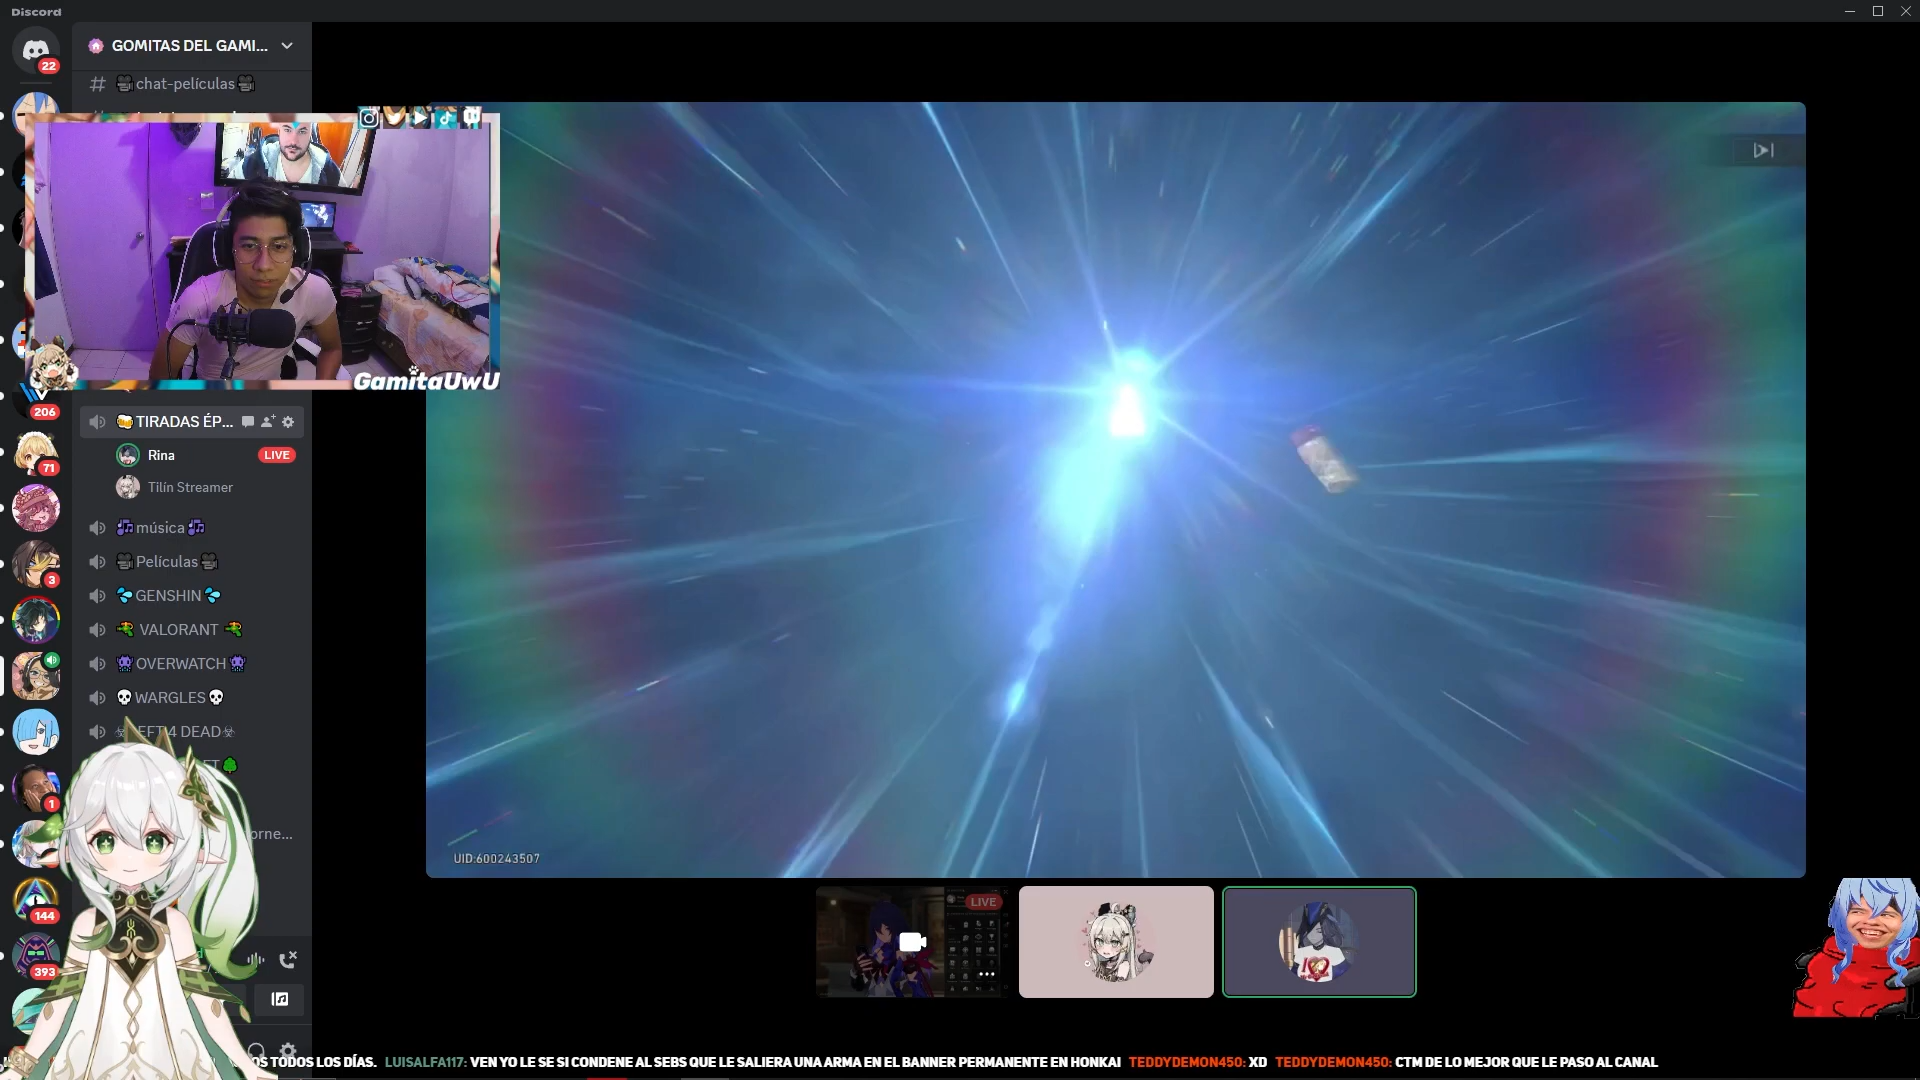 Discord
22
GOMITAS DEL GAMI...
chat-películas
GamitaUwU
206
TIRADAS ÉP...
Rina
LIVE
Tilín Streamer
71
música
Películas
3
GENSHIN
VALORANT
OVERWATCH
WARGLES
EFT 4 DEAD
FT
1
orne...
144
393
UID:600243507
LIVE
OS TODOS LOS DÍAS. LUISALFA117: VEN YO LE SE SI CONDENE AL SEBS QUE LE SALIERA UNA ARMA EN EL BANNER PERMANENTE EN HONKAI TEDDYDEMON450: XD TEDDYDEMON450: CTM DE LO MEJOR QUE LE PASO AL CANAL